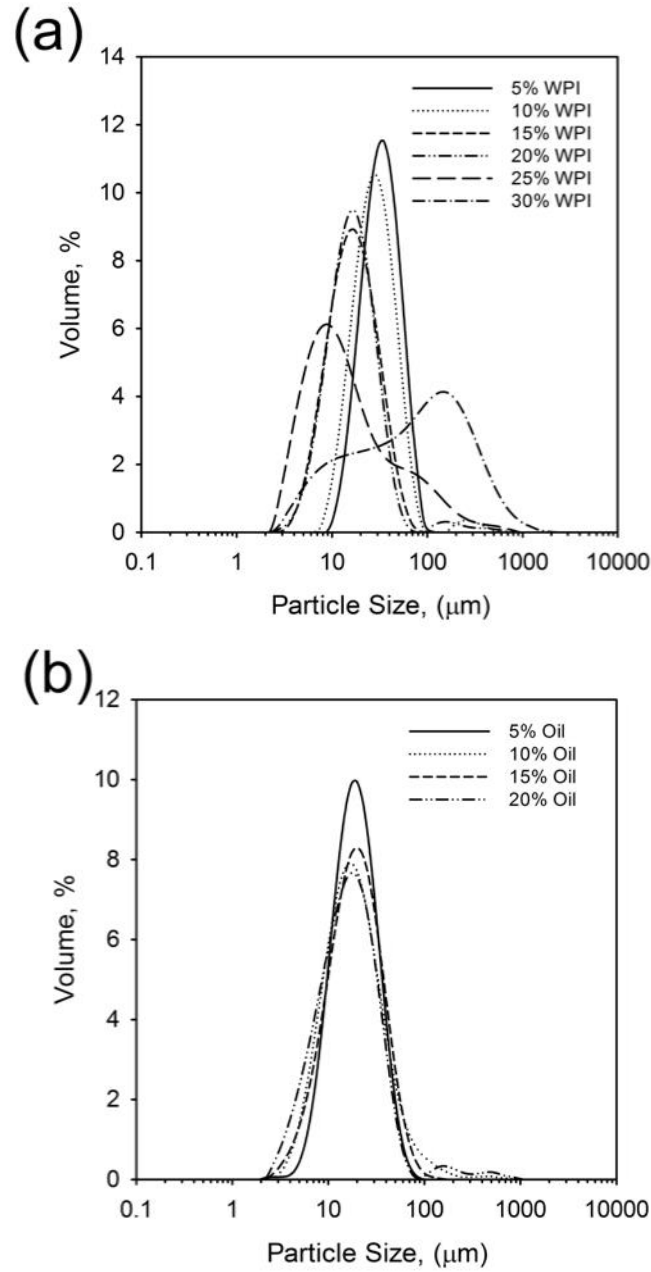 (a)
14
12
10
8
6
4
2
0
Volume, %
5% WPI
10% WPI
15% WPI
20% WPI
25% WPI
30% WPI
0.1 1 10 100 1000 10000
Particle Size, (μm)
(b)
12
10
8
6
4
2
0
Volume, %
5% Oil
10% Oil
15% Oil
20% Oil
0.1 1 10 100 1000 10000
Particle Size, (μm)